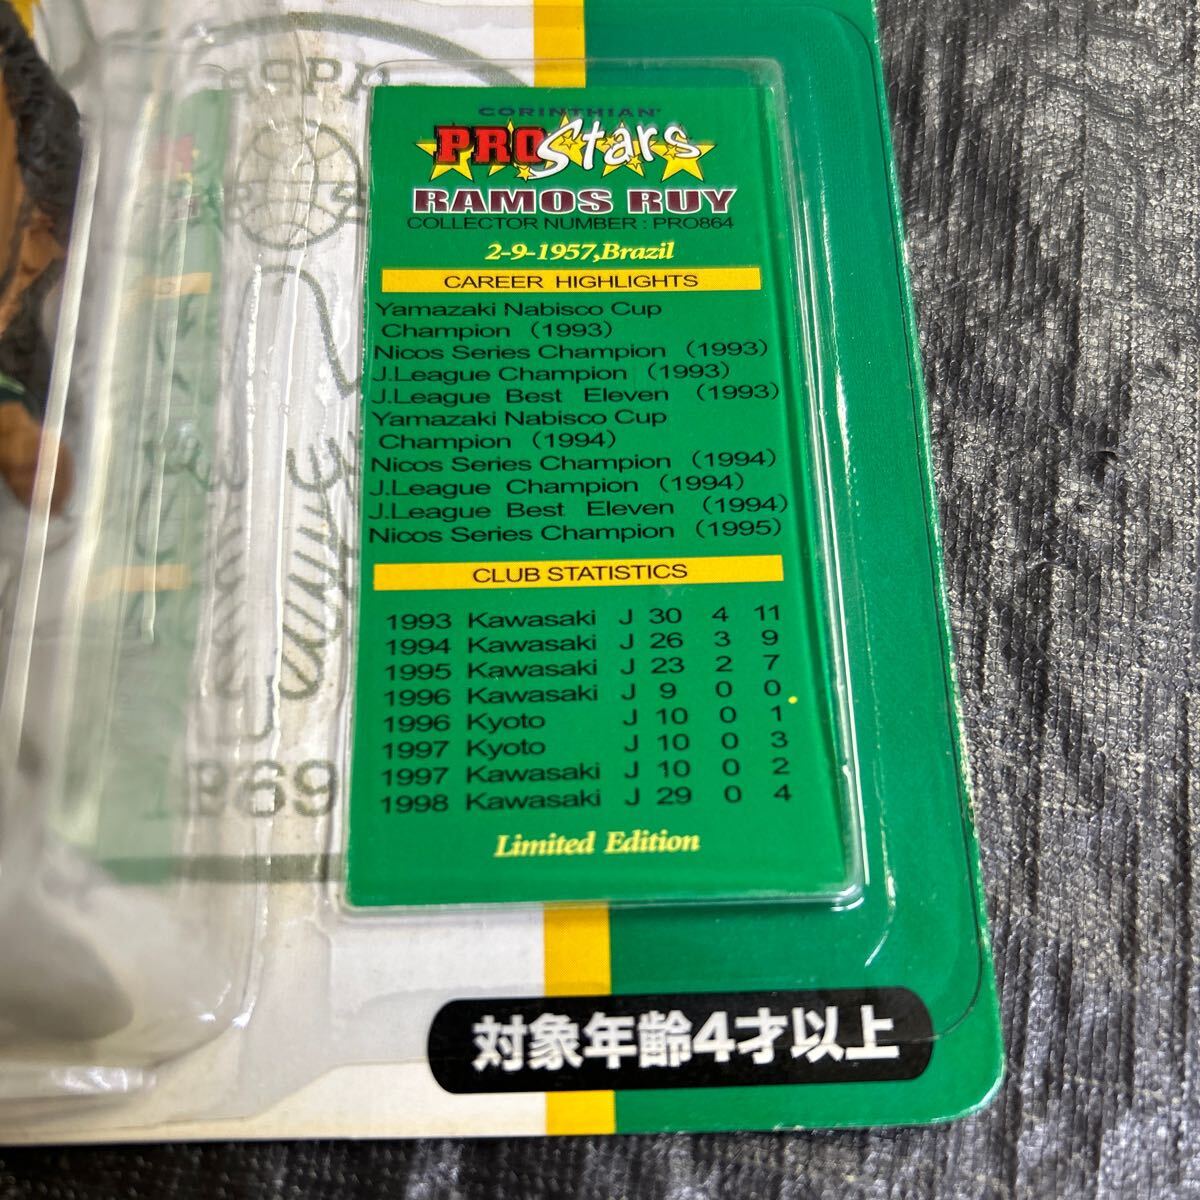 CORINTHIAN
PRO Stars
RAMOS RUY
COLLECTOR NUMBER : PRO864
2-9-1957,Brazil
CAREER HIGHLIGHTS
Yamazaki Nabisco Cup
Champion (1993)
Nicos Series Champion (1993)
J.League Champion (1993)
J.League Best Eleven (1993)
Yamazaki Nabisco Cup
Champion (1994)
Nicos Series Champion (1994)
J.League Champion (1994)
J.League Best Eleven (1994)
Nicos Series Champion (1995)
CLUB STATISTICS
1993 Kawasaki J 30 4 11
1994 Kawasaki J 26 3 9
1995 Kawasaki J 23 2 7
1996 Kawasaki J 9 0 0
1996 Kyoto J 10 0 1
1997 Kyoto J 10 0 3
1997 Kawasaki J 10 0 2
1998 Kawasaki J 29 0 4
Limited Edition
1969
対象年齢4才以上